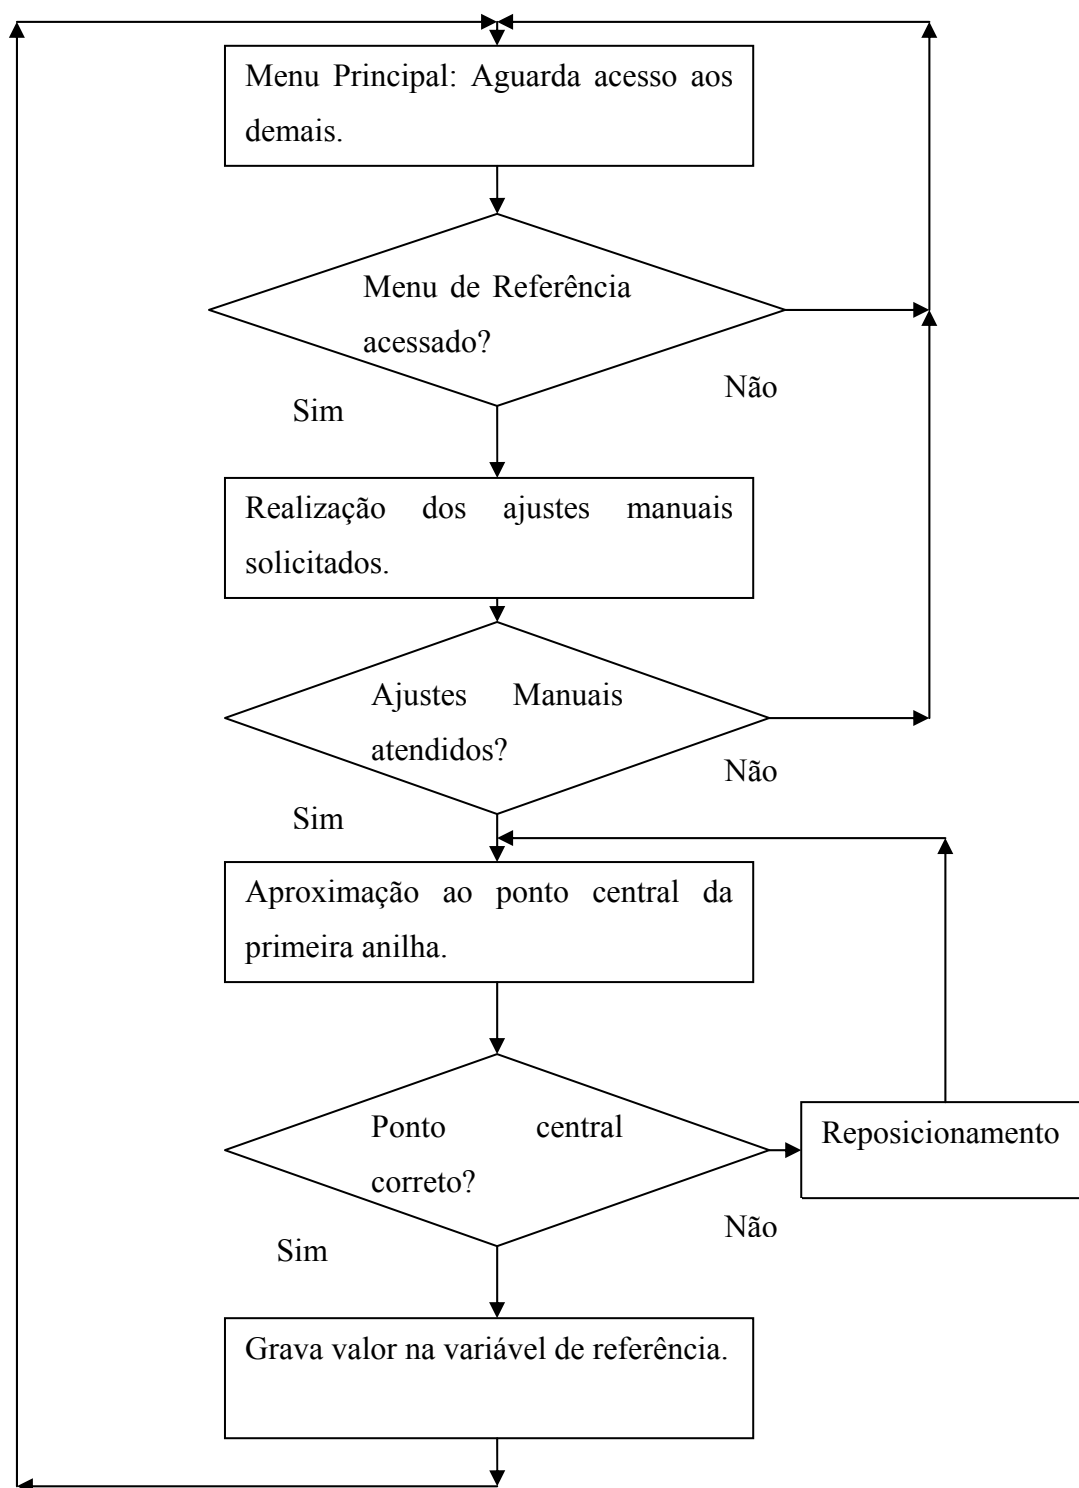 Menu Principal: Aguarda acesso aos
demais.
Menu de Referência
acessado?
Não
Sim
Realização dos ajustes manuais
solicitados.
Ajustes Manuais
atendidos?
Não
Sim
Aproximação ao ponto central da
primeira anilha.
Ponto central
correto?
Reposicionamento
Não
Sim
Grava valor na variável de referência.